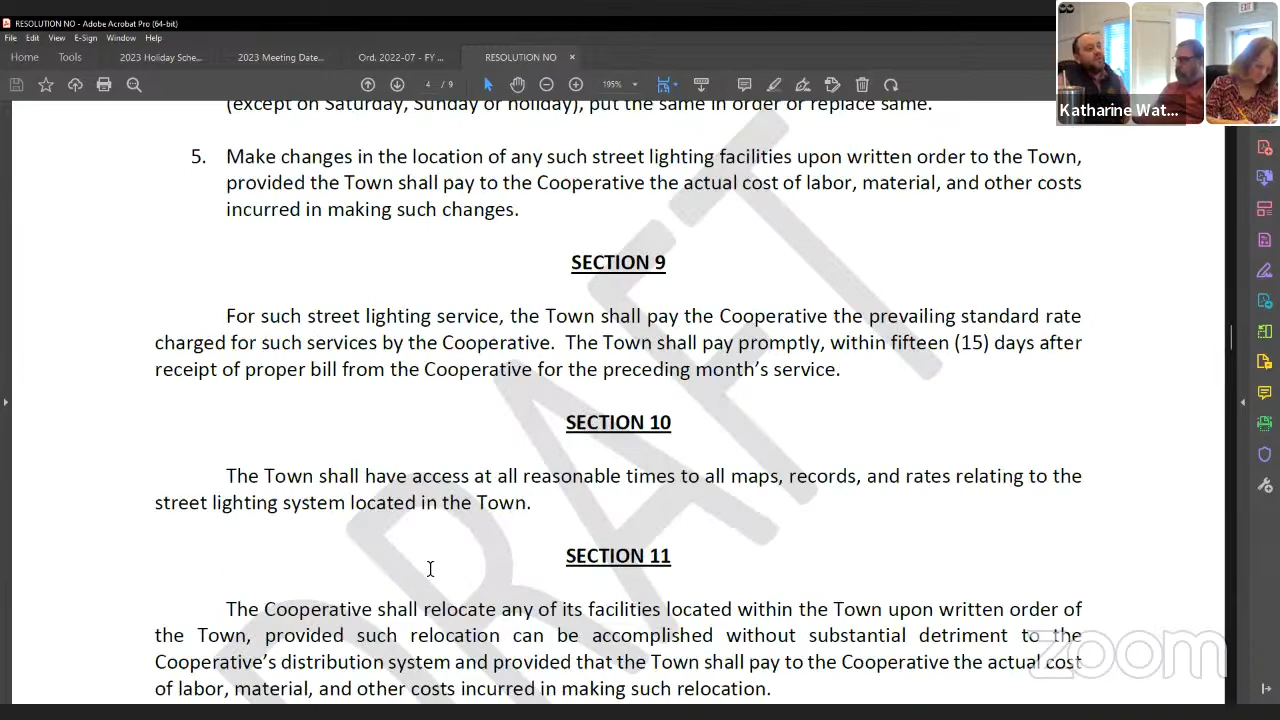 RESOLUTION NO - Adobe Acrobat Pro (64-bit)
File Edit View E-Sign Window Help
Home Tools 2023 Holiday Sche... 2023 Meeting Date... Ord. 2022-07 - FY ... RESOLUTION NO ×
4 / 9 195%
(except on Saturday, Sunday or holiday), put the same in order or replace same.
5. Make changes in the location of any such street lighting facilities upon written order to the Town,
provided the Town shall pay to the Cooperative the actual cost of labor, material, and other costs
incurred in making such changes.
SECTION 9
For such street lighting service, the Town shall pay the Cooperative the prevailing standard rate
charged for such services by the Cooperative. The Town shall pay promptly, within fifteen (15) days after
receipt of proper bill from the Cooperative for the preceding month's service.
SECTION 10
The Town shall have access at all reasonable times to all maps, records, and rates relating to the
street lighting system located in the Town.
SECTION 11
The Cooperative shall relocate any of its facilities located within the Town upon written order of
the Town, provided such relocation can be accomplished without substantial detriment to the
Cooperative's distribution system and provided that the Town shall pay to the Cooperative the actual cost
of labor, material, and other costs incurred in making such relocation.
DRAFT
Katharine Wat...
EXIT
zoom